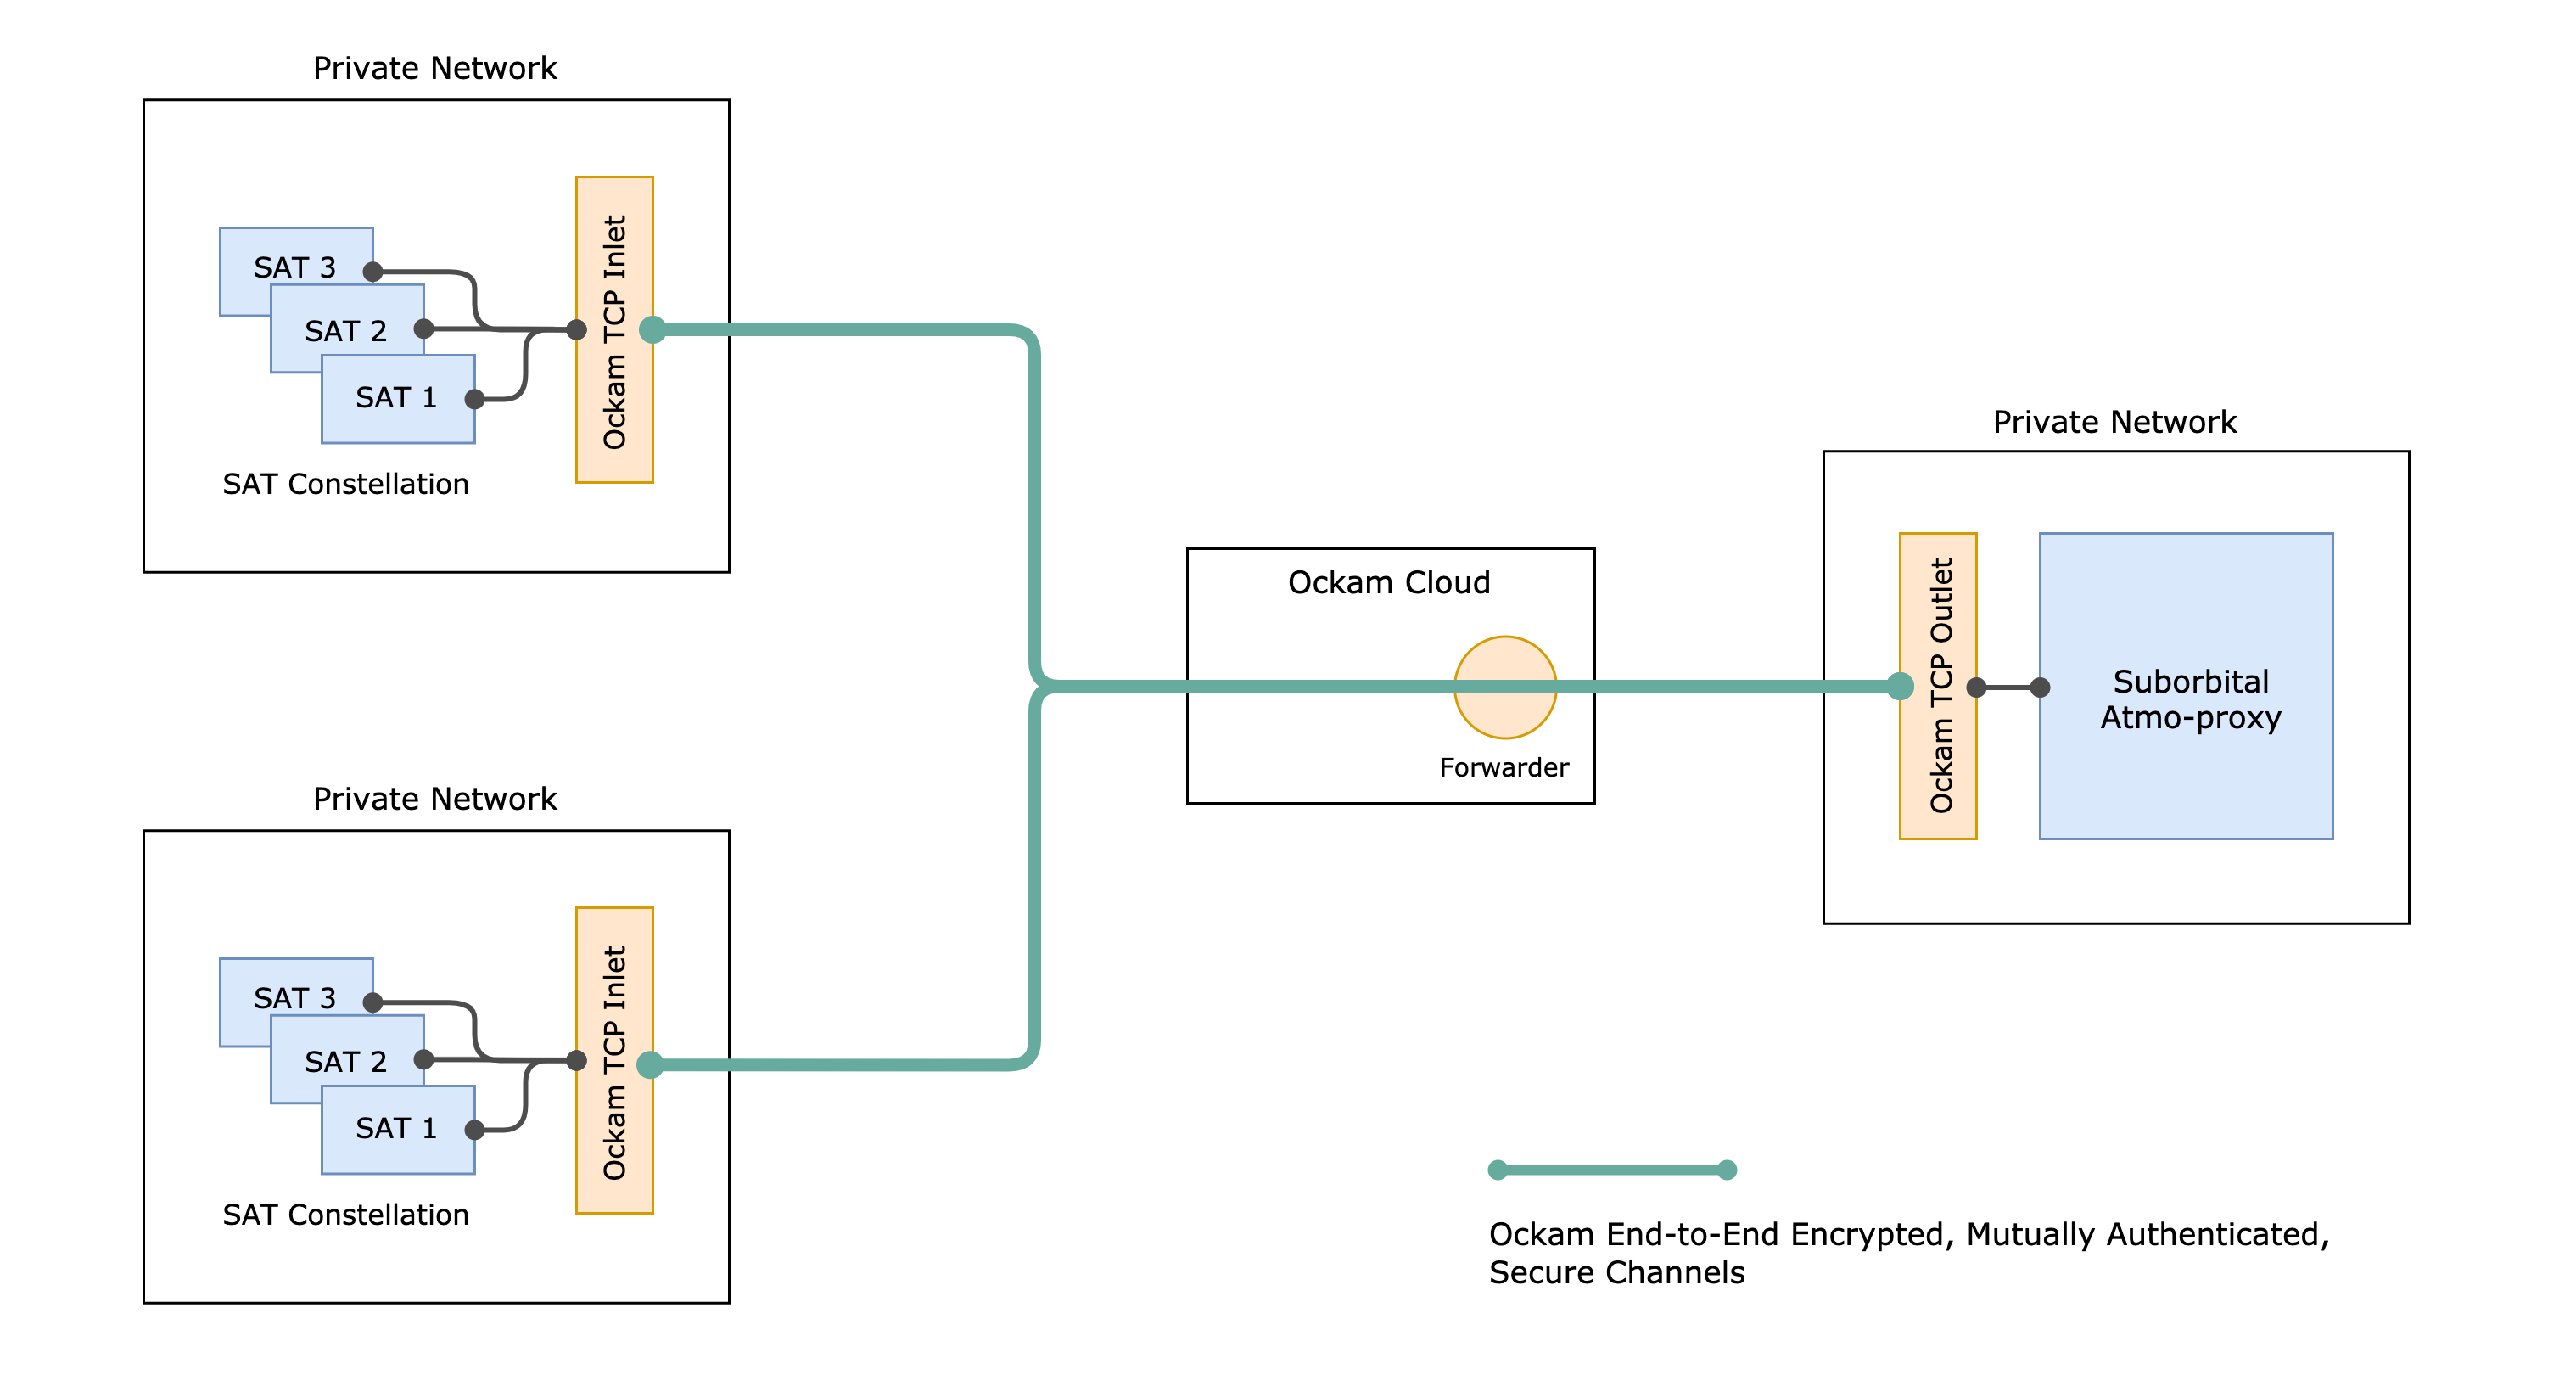 Private Network
SAT 3
SAT 2
SAT 1
SAT Constellation
Ockam TCP Inlet
Private Network
SAT 3
SAT 2
SAT 1
SAT Constellation
Ockam TCP Inlet
Ockam Cloud
Forwarder
Private Network
Ockam TCP Outlet
Suborbital
Atmo-proxy
Ockam End-to-End Encrypted, Mutually Authenticated,
Secure Channels